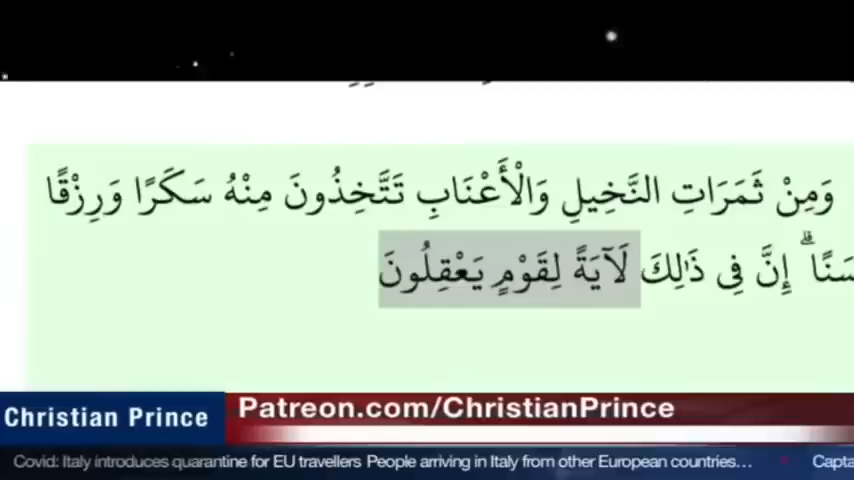 وَمِنْ ثَمَرَاتِ النَّخِيلِ وَالْأَعْنَابِ تَتَّخِذُونَ مِنْهُ سَكَرًا وَرِزْقًا
سَنًا ۗ إِنَّ فِي ذَٰلِكَ لَآيَةً لِقَوْمٍ يَعْقِلُونَ
Christian Prince
Patreon.com/ChristianPrince
Covid: Italy introduces quarantine for EU travellers People arriving in Italy from other European countries... Capta